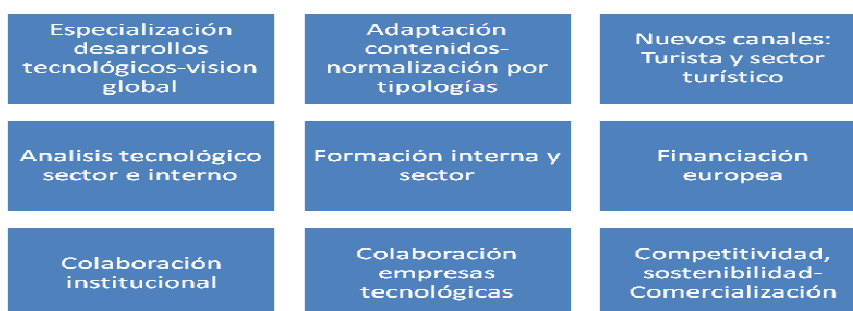 Especialización
desarrollos
tecnológicos-vision
global
Adaptación
contenidos-
normalización por
tipologías
Nuevos canales:
Turista y sector
turístico
Analisis tecnológico
sector e interno
Formación interna y
sector
Financiación
europea
Colaboración
institucional
Colaboración
empresas
tecnológicas
Competitividad,
sostenibilidad-
Comercialización